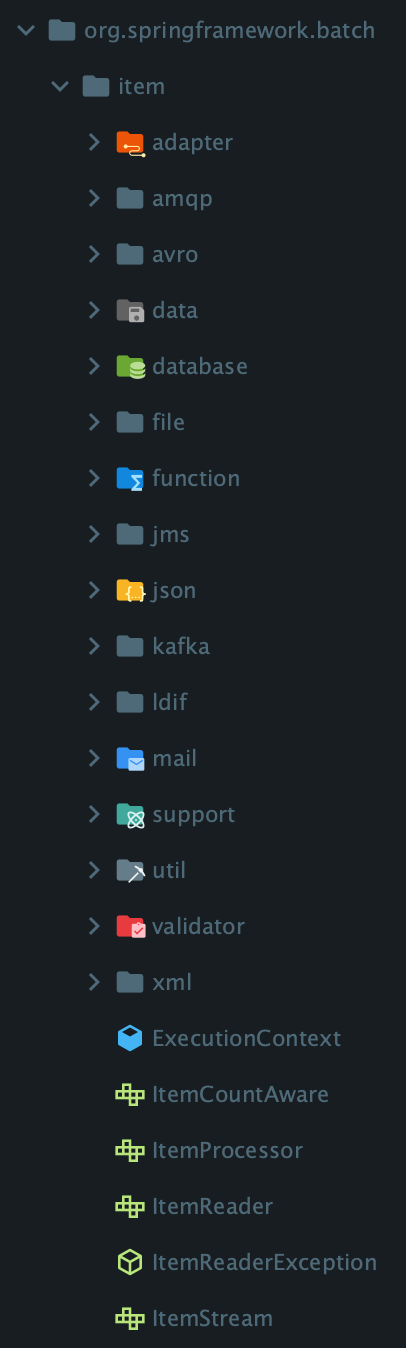 org.springframework.batch
item
adapter
amqp
avro
data
database
file
function
jms
json
kafka
ldif
mail
support
util
validator
xml
ExecutionContext
ItemCountAware
ItemProcessor
ItemReader
ItemReaderException
ItemStream